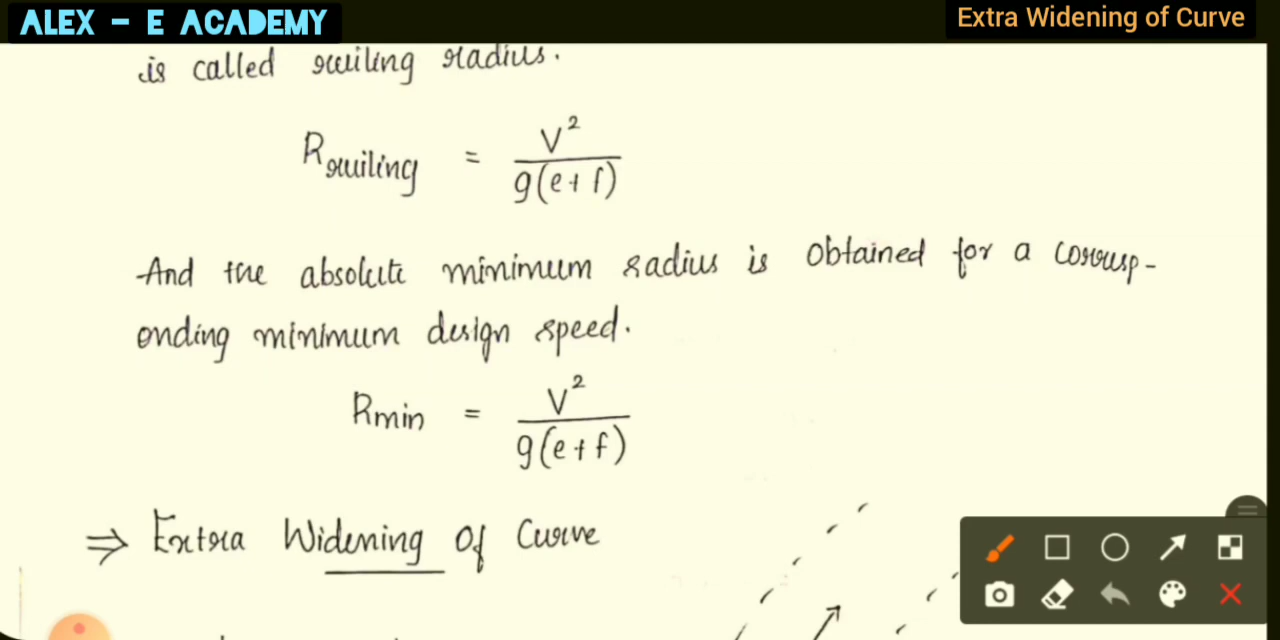 ALEX - E ACADEMY
Extra Widening of Curve
is called ruling radius.
Rruling = V²/g(e+f)
And the absolute minimum radius is obtained for a corresp-
onding minimum design speed.
Rmin = V²/g(e+f)
⇒ Extra Widening Of Curve